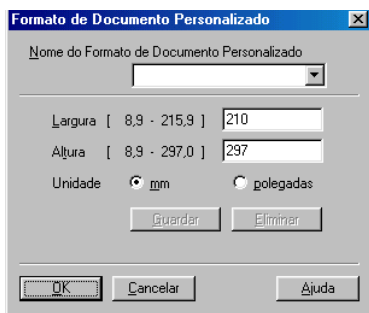 Formato de Documento Personalizado
Nome do Formato de Documento Personalizado
Largura [ 8,9 - 215,9 ] 210
Altura [ 8,9 - 297,0 ] 297
Unidade mm polegadas
Guardar Eliminar
OK Cancelar Ajuda